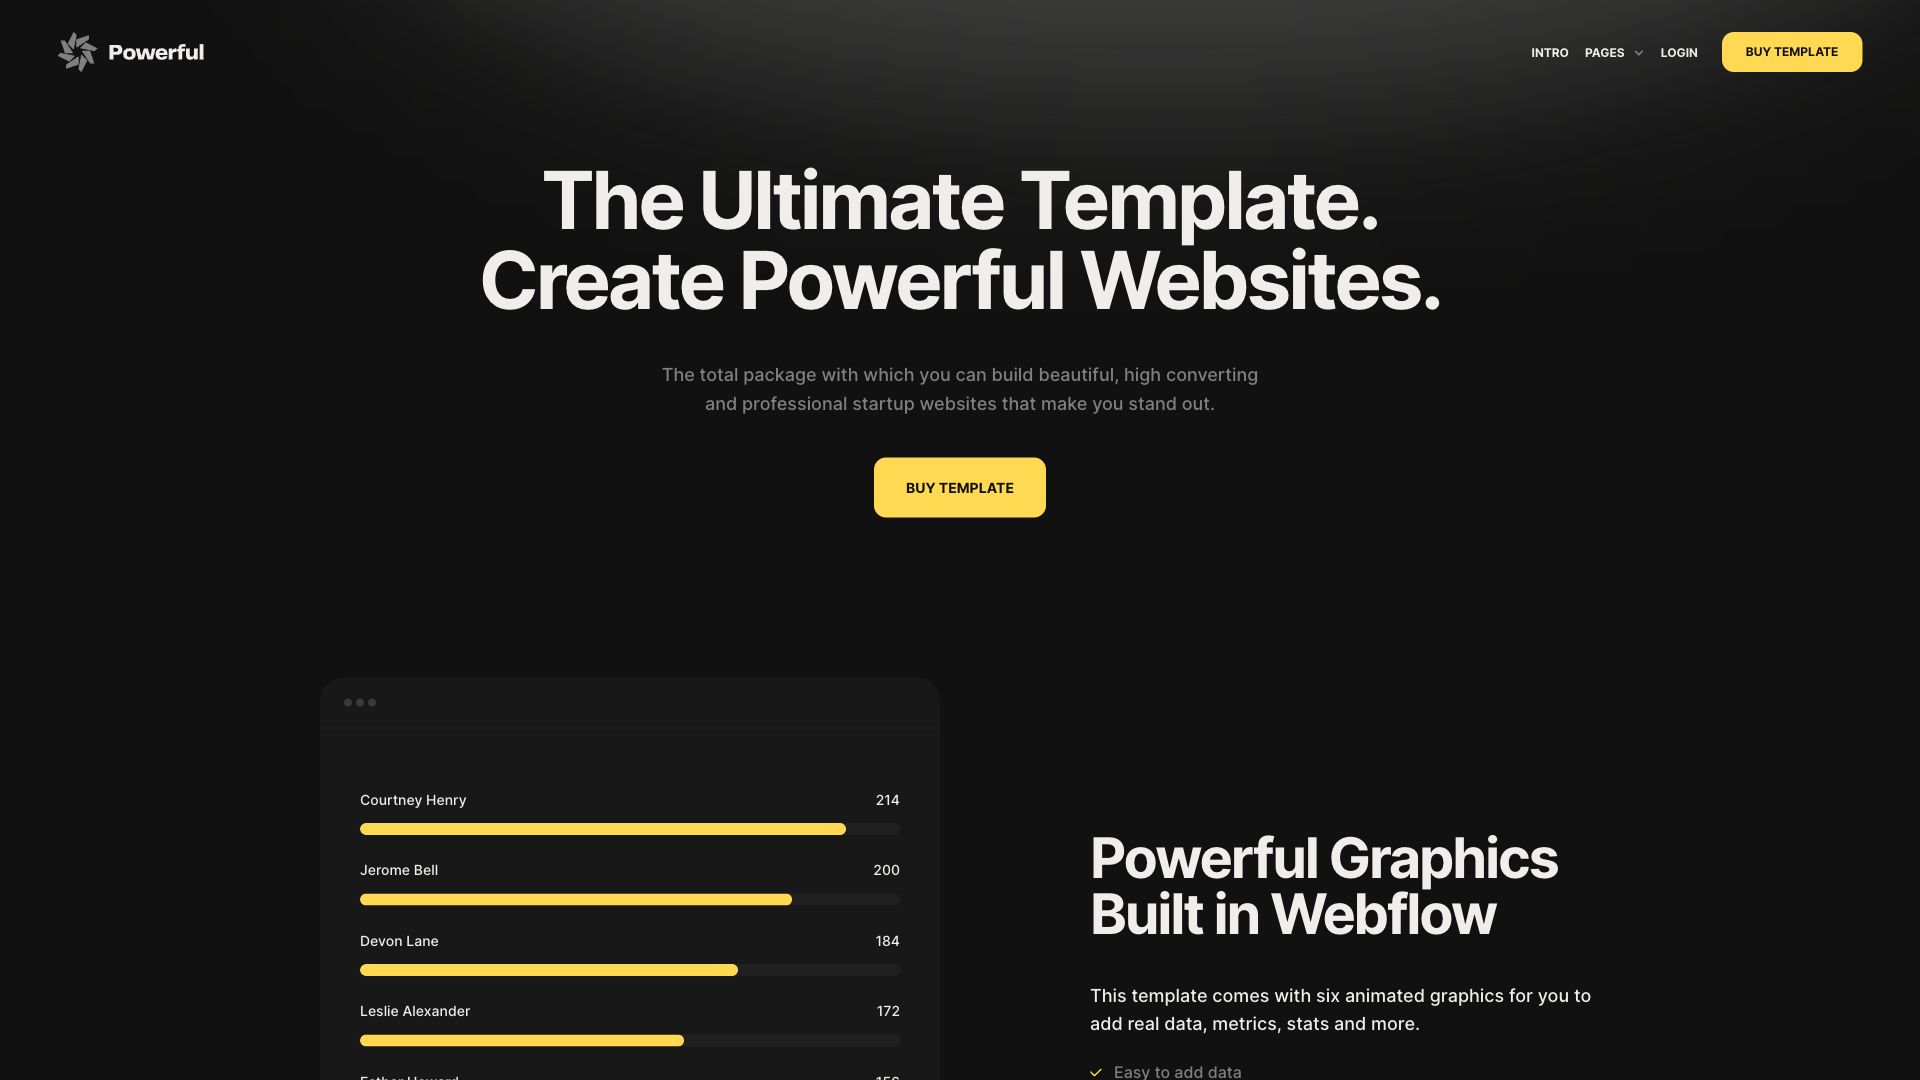 Powerful
INTRO PAGES LOGIN BUY TEMPLATE
The Ultimate Template.
Create Powerful Websites.
The total package with which you can build beautiful, high converting
and professional startup websites that make you stand out.
BUY TEMPLATE
Courtney Henry 214
Jerome Bell 200
Devon Lane 184
Leslie Alexander 172
Powerful Graphics
Built in Webflow
This template comes with six animated graphics for you to
add real data, metrics, stats and more.
Easy to add data